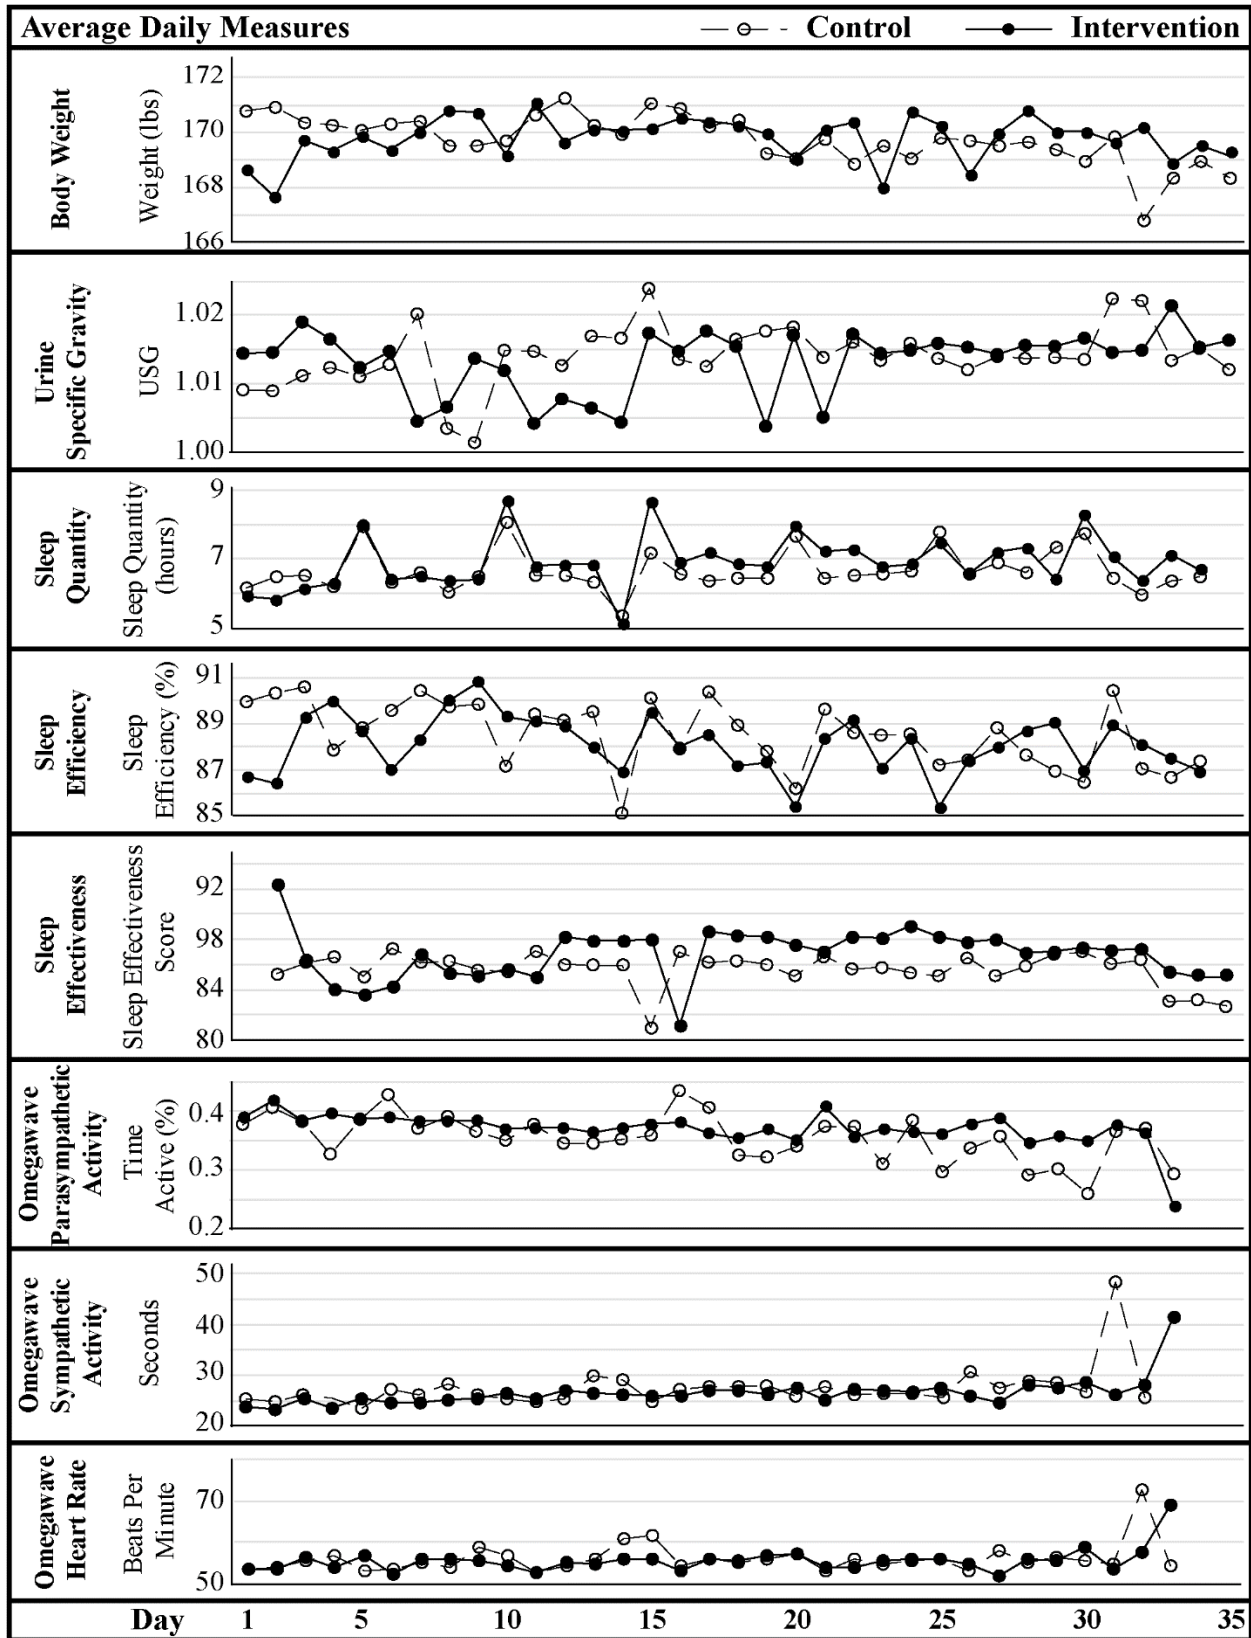 Average Daily Measures
Control
Intervention
Body Weight
Weight (lbs)
172
170
168
166
Urine
Specific Gravity
USG
1.02
1.01
1.00
Sleep
Quantity
Sleep Quantity
(hours)
9
7
5
Sleep
Efficiency
Sleep
Efficiency (%)
91
89
87
85
Sleep
Effectiveness
Sleep Effectiveness
Score
92
98
84
80
Omegawave
Parasympathetic
Activity
Time
Active (%)
0.4
0.3
0.2
Omegawave
Sympathetic
Activity
Seconds
50
40
30
20
Omegawave
Heart Rate
Beats Per
Minute
70
50
Day 1 5 10 15 20 25 30 35